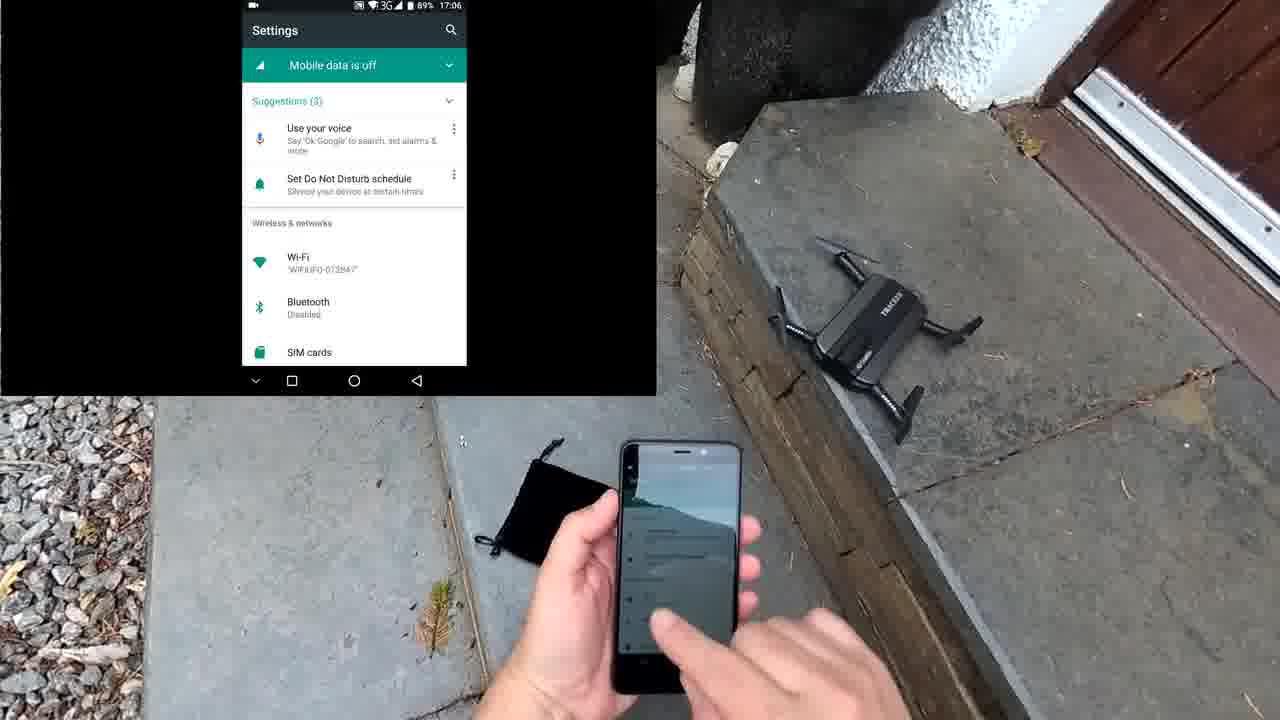 3G 89% 17:06
Settings
Mobile data is off
Suggestions (3)
Use your voice
Say 'Ok Google' to search, set alarms &
more
Set Do Not Disturb schedule
Silence your device at certain times
Wireless & networks
Wi-Fi
Bluetooth
Disabled
SIM cards
TRACKER